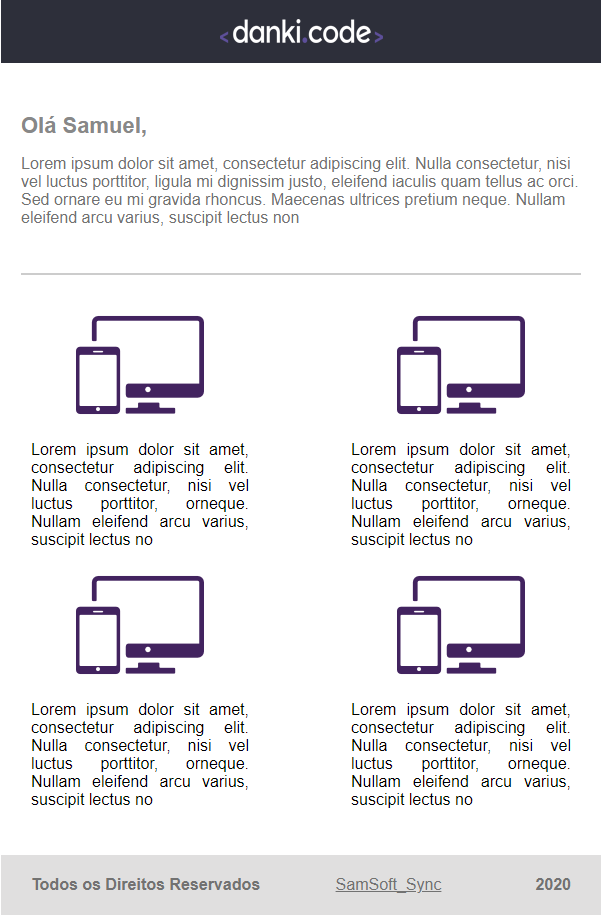 <danki.code>
Olá Samuel,
Lorem ipsum dolor sit amet, consectetur adipiscing elit. Nulla consectetur, nisi
vel luctus porttitor, ligula mi dignissim justo, eleifend iaculis quam tellus ac orci.
Sed ornare eu mi gravida rhoncus. Maecenas ultrices pretium neque. Nullam
eleifend arcu varius, suscipit lectus non
Lorem ipsum dolor sit amet,
consectetur adipiscing elit.
Nulla consectetur, nisi vel
luctus porttitor, orneque.
Nullam eleifend arcu varius,
suscipit lectus no
Lorem ipsum dolor sit amet,
consectetur adipiscing elit.
Nulla consectetur, nisi vel
luctus porttitor, orneque.
Nullam eleifend arcu varius,
suscipit lectus no
Lorem ipsum dolor sit amet,
consectetur adipiscing elit.
Nulla consectetur, nisi vel
luctus porttitor, orneque.
Nullam eleifend arcu varius,
suscipit lectus no
Lorem ipsum dolor sit amet,
consectetur adipiscing elit.
Nulla consectetur, nisi vel
luctus porttitor, orneque.
Nullam eleifend arcu varius,
suscipit lectus no
Todos os Direitos Reservados SamSoft_Sync 2020